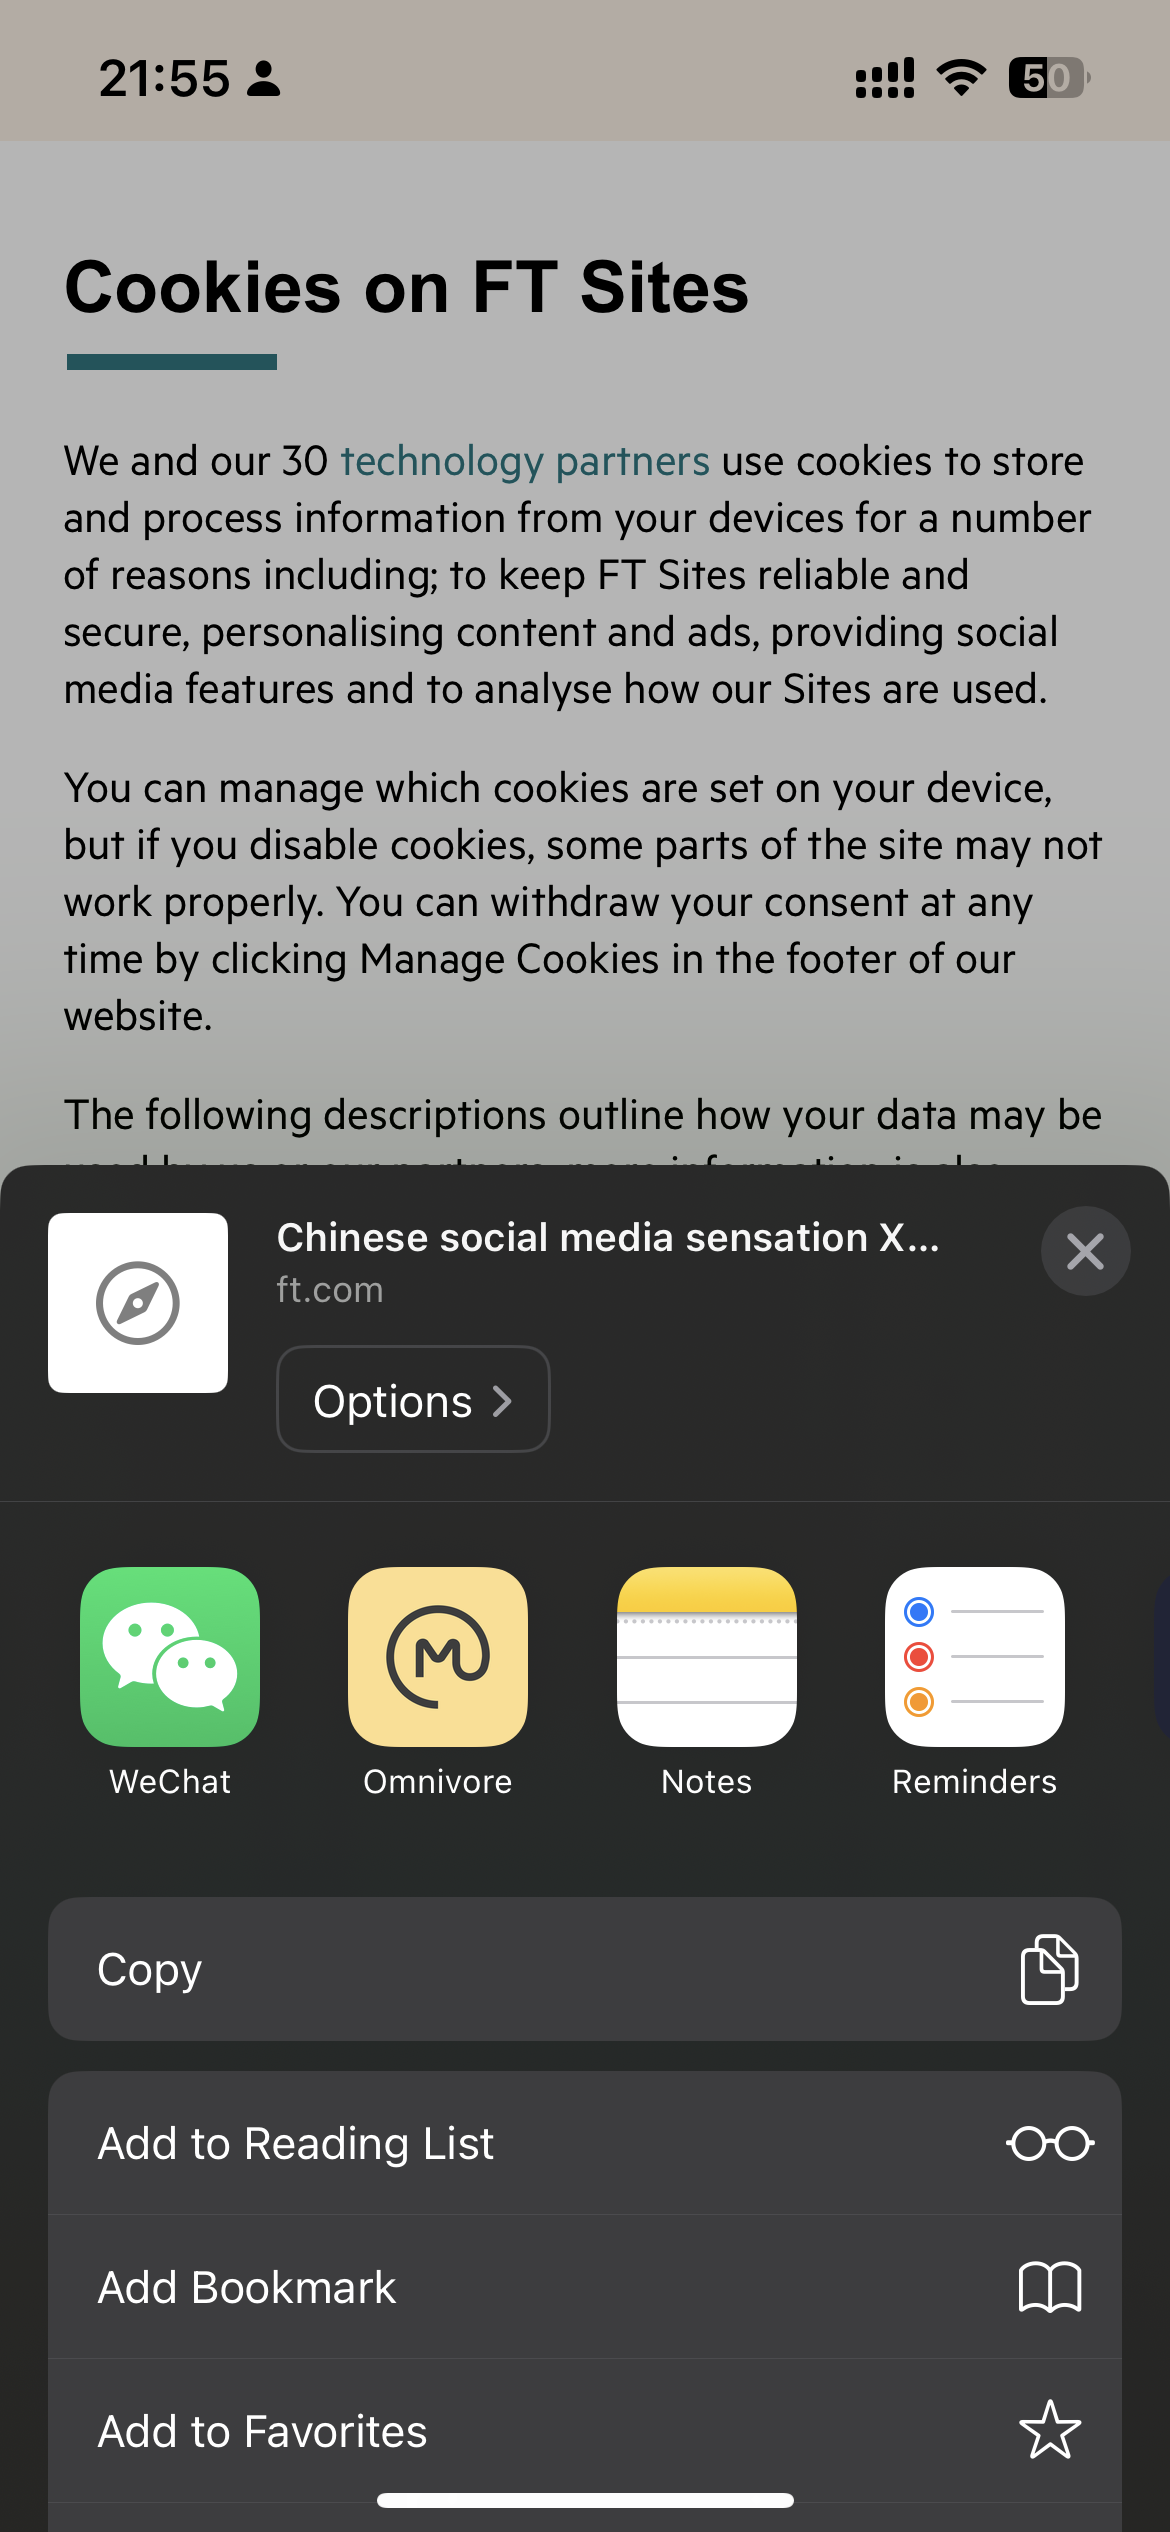 21:55
50
Cookies on FT Sites
We and our 30 technology partners use cookies to store
and process information from your devices for a number
of reasons including; to keep FT Sites reliable and
secure, personalising content and ads, providing social
media features and to analyse how our Sites are used.
You can manage which cookies are set on your device,
but if you disable cookies, some parts of the site may not
work properly. You can withdraw your consent at any
time by clicking Manage Cookies in the footer of our
website.
The following descriptions outline how your data may be
Chinese social media sensation X...
ft.com
Options
WeChat
Omnivore
Notes
Reminders
Copy
Add to Reading List
Add Bookmark
Add to Favorites